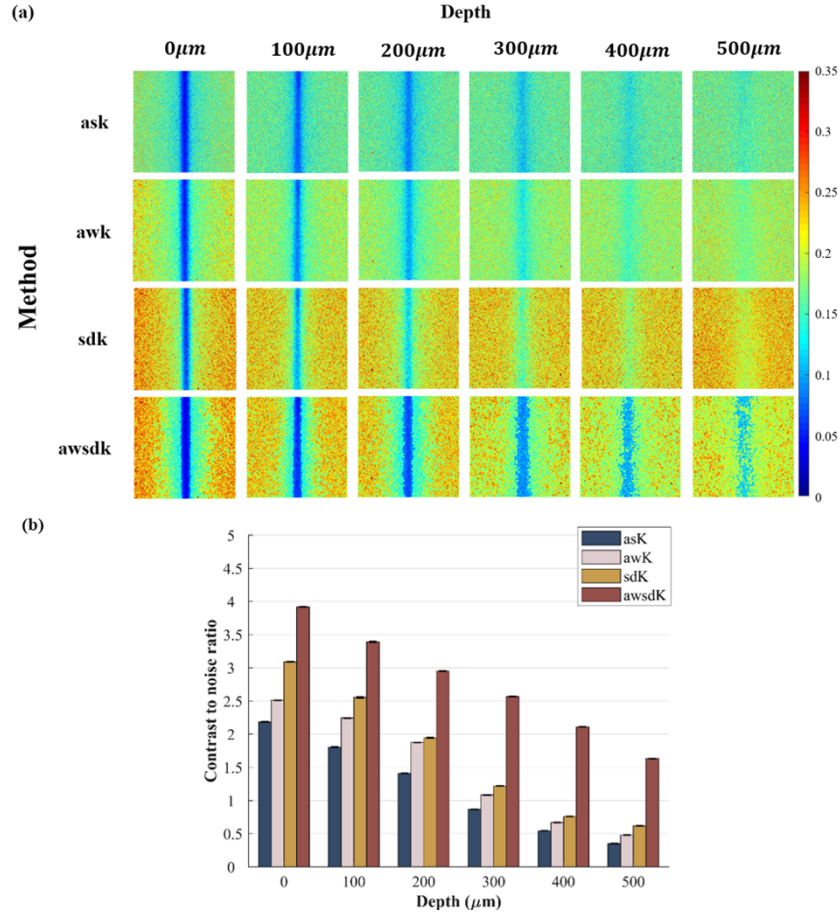 (a)
Depth
0μm 100μm 200μm 300μm 400μm 500μm
Method
ask
awk
sdk
awsdk
0.35
0.3
0.25
0.2
0.15
0.1
0.05
0
(b)
Contrast to noise ratio
5
4.5
4
3.5
3
2.5
2
1.5
1
0.5
0
asK
awK
sdK
awsdK
0 100 200 300 400 500
Depth (μm)